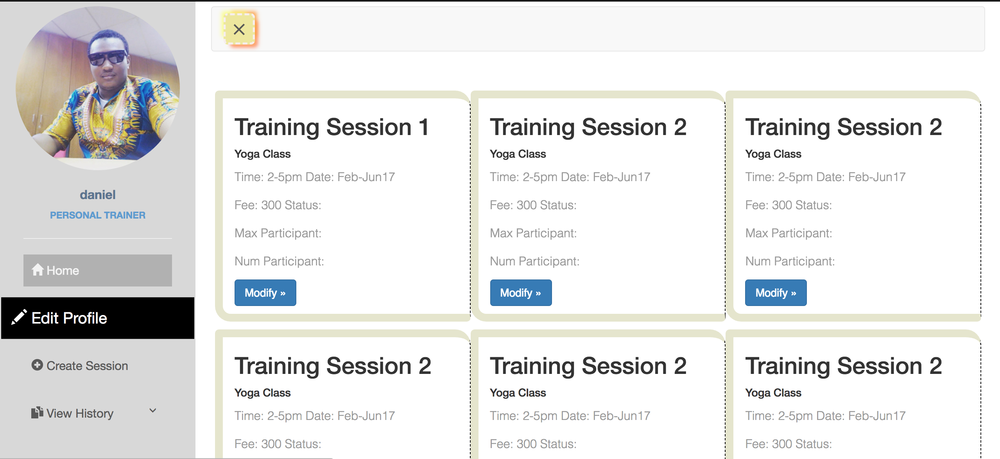 daniel
PERSONAL TRAINER
Home
Edit Profile
Create Session
View History
Training Session 1
Yoga Class
Time: 2-5pm Date: Feb-Jun17
Fee: 300 Status:
Max Participant:
Num Participant:
Modify »
Training Session 2
Yoga Class
Time: 2-5pm Date: Feb-Jun17
Fee: 300 Status:
Max Participant:
Num Participant:
Modify »
Training Session 2
Yoga Class
Time: 2-5pm Date: Feb-Jun17
Fee: 300 Status:
Max Participant:
Num Participant:
Modify »
Training Session 2
Yoga Class
Time: 2-5pm Date: Feb-Jun17
Fee: 300 Status:
Training Session 2
Yoga Class
Time: 2-5pm Date: Feb-Jun17
Fee: 300 Status:
Training Session 2
Yoga Class
Time: 2-5pm Date: Feb-Jun17
Fee: 300 Status: